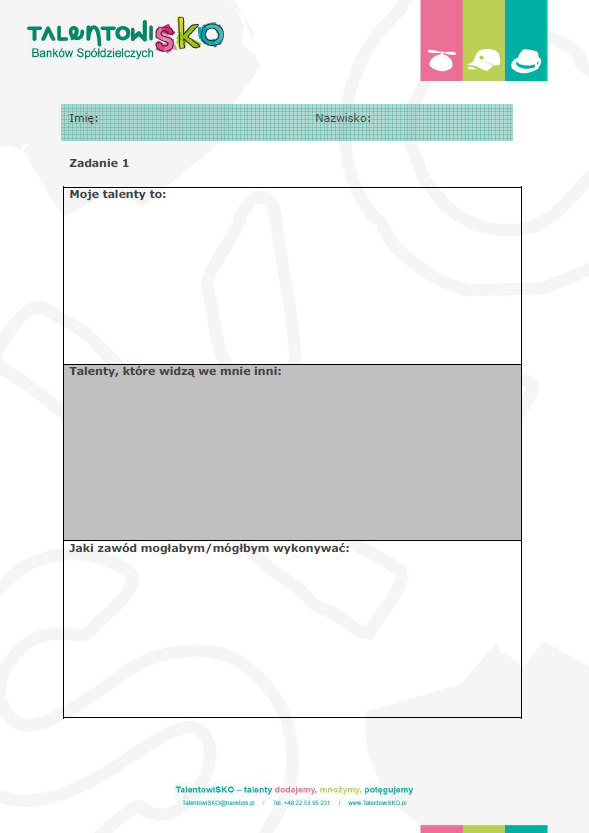 TALENTOWISKO
Banków Spółdzielczych
Imię: Nazwisko:
Zadanie 1
Moje talenty to:
Talenty, które widzą we mnie inni:
Jaki zawód mogłabym/mógłbym wykonywać:
TalentowiSKO – talenty dodajemy, mnożymy, potęgujemy
TalentowiSKO@bankbps.pl / Tel. +48 22 53 95 231 / www.TalentowiSKO.pl